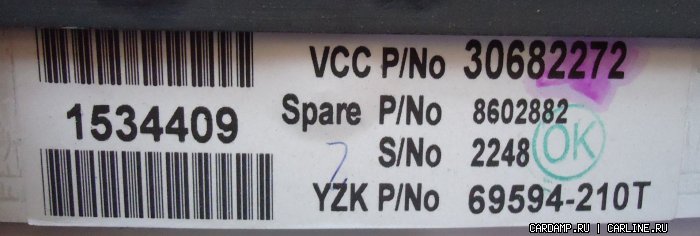 VCC P/No 30682272
1534409
Spare P/No 8602882
S/No 2248
OK
YZK P/No 69594-210T
2
CARDAMP.RU | CARLINE.RU